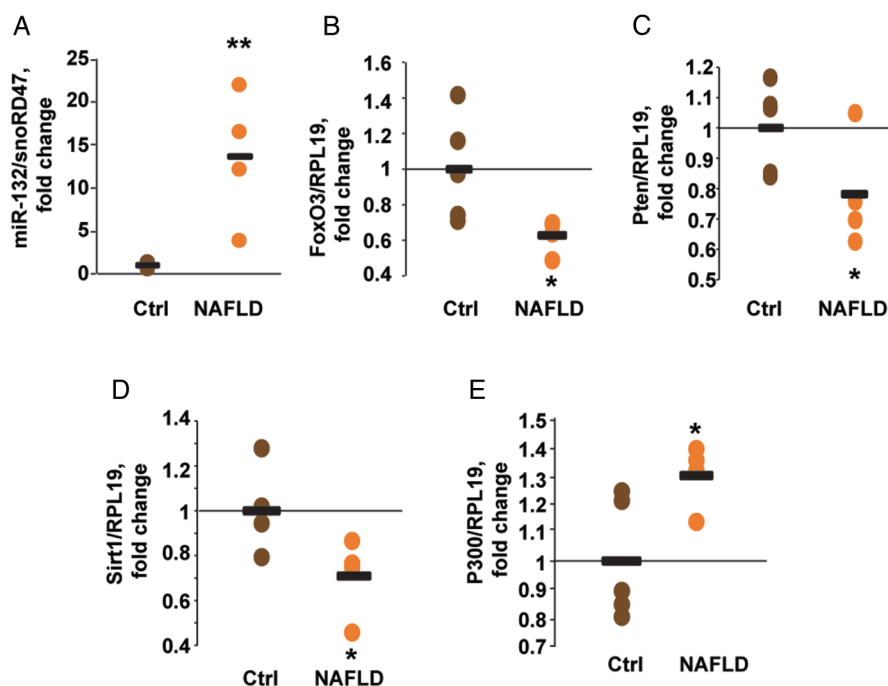 A
miR-132/snoRD47,
fold change
25
20
15
10
5
0
**
Ctrl
NAFLD
B
FoxO3/RPL19,
fold change
1.6
1.4
1.2
1
0.8
0.6
0.4
*
Ctrl
NAFLD
C
Pten/RPL19,
fold change
1.2
1.1
1
0.9
0.8
0.7
0.6
0.5
*
Ctrl
NAFLD
D
Sirt1/RPL19,
fold change
1.4
1.2
1
0.8
0.6
0.4
*
Ctrl
NAFLD
E
P300/RPL19,
fold change
1.5
1.4
1.3
1.2
1.1
1
0.9
0.8
0.7
*
Ctrl
NAFLD